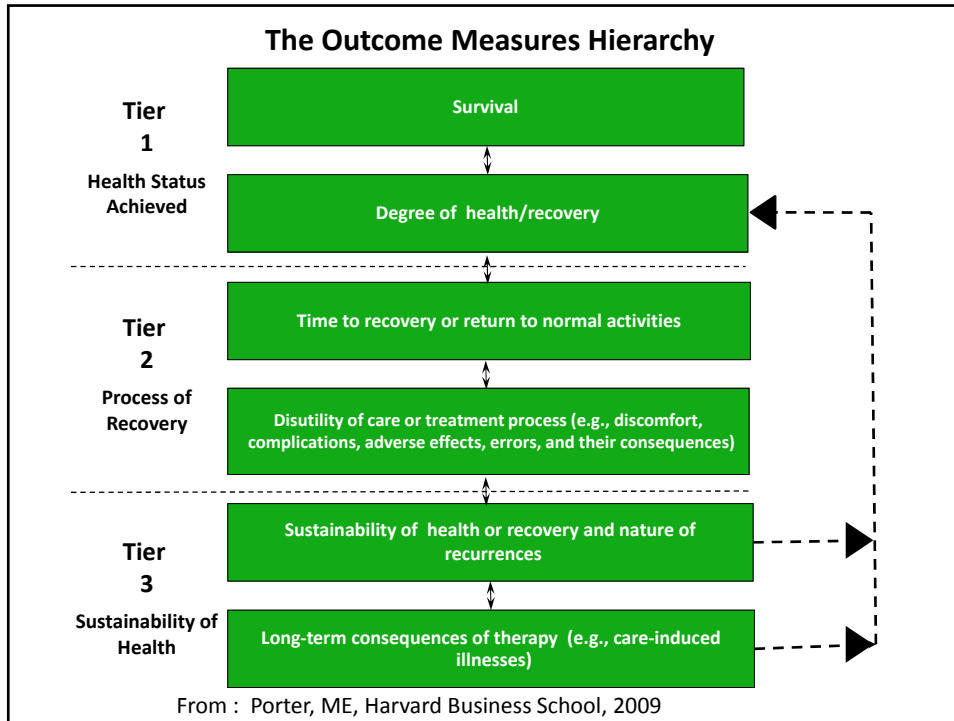 The Outcome Measures Hierarchy
Tier
1
Health Status
Achieved
Survival
Degree of health/recovery
Tier
2
Process of
Recovery
Time to recovery or return to normal activities
Disutility of care or treatment process (e.g., discomfort,
complications, adverse effects, errors, and their consequences)
Tier
3
Sustainability of
Health
Sustainability of health or recovery and nature of
recurrences
Long-term consequences of therapy (e.g., care-induced
illnesses)
From : Porter, ME, Harvard Business School, 2009